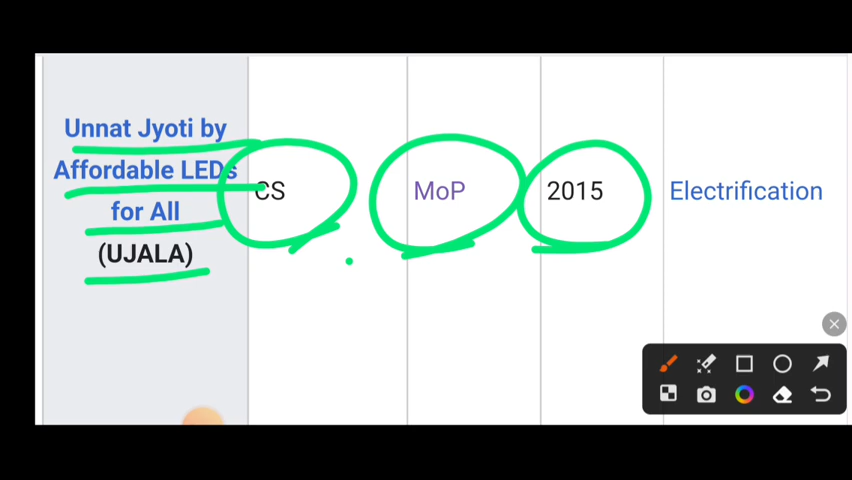 Unnat Jyoti by
Affordable LEDs
for All
(UJALA)
CS
MoP
2015
Electrification